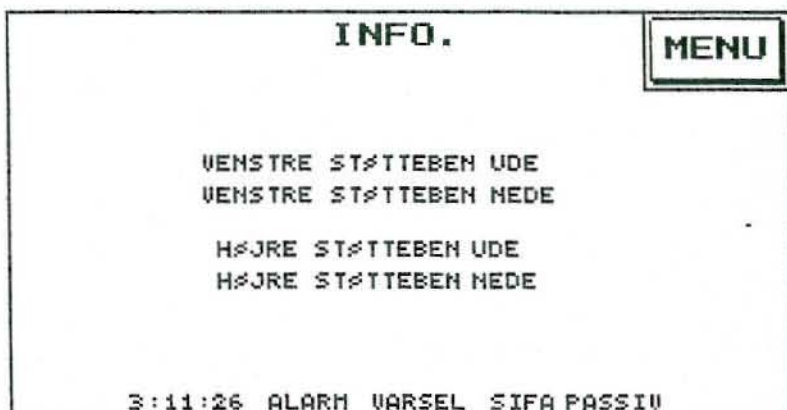 INFO.
MENU
VENSTRE STØTTEBEN UDE
VENSTRE STØTTEBEN NEDE
HØJRE STØTTEBEN UDE
HØJRE STØTTEBEN NEDE
3:11:26 ALARM VARSEL SIFA PASSIV